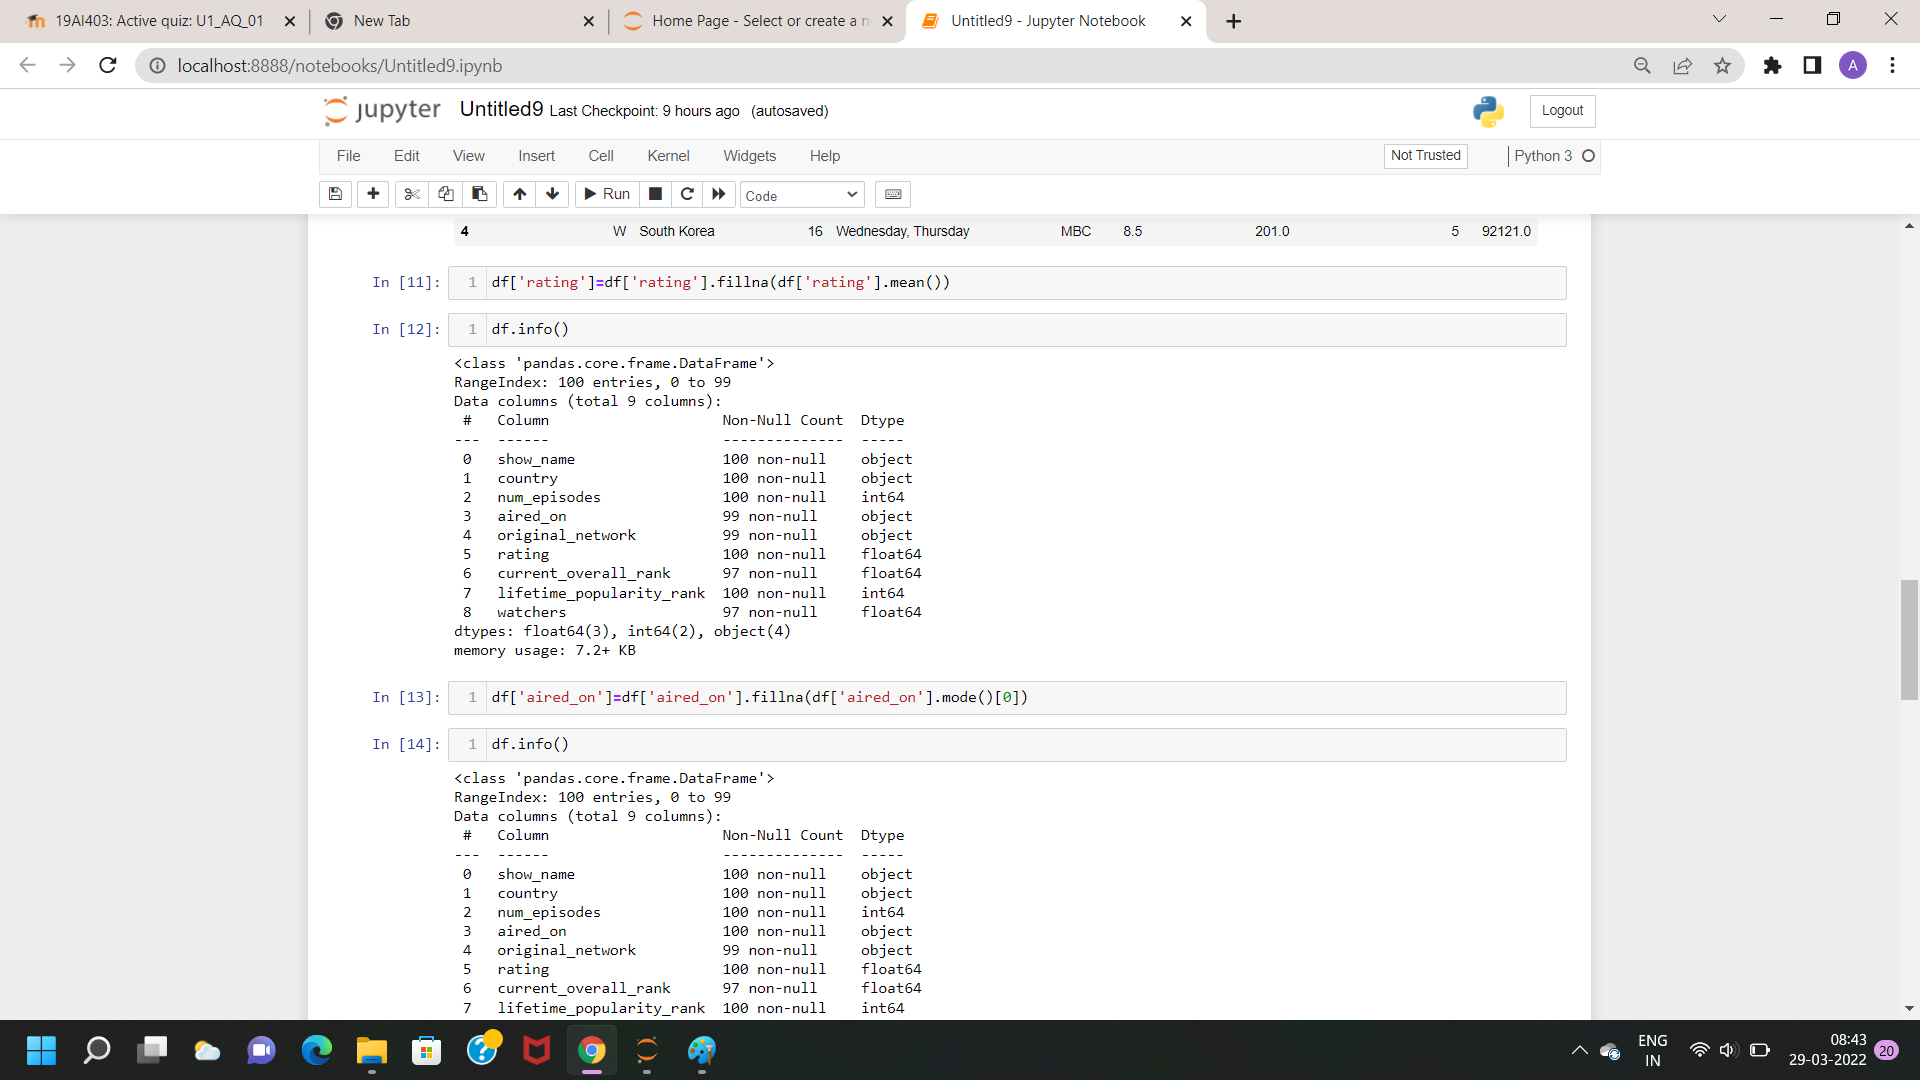 19AI403: Active quiz: U1_AQ_01
New Tab
Home Page - Select or create a n
Untitled9 - Jupyter Notebook
localhost:8888/notebooks/Untitled9.ipynb
A
jupyter Untitled9 Last Checkpoint: 9 hours ago (autosaved)
Logout
File Edit View Insert Cell Kernel Widgets Help
Not Trusted
Python 3
Run
Code
4 W South Korea 16 Wednesday, Thursday MBC 8.5 201.0 5 92121.0
In [11]: 1 df['rating']=df['rating'].fillna(df['rating'].mean())
In [12]: 1 df.info()
<class 'pandas.core.frame.DataFrame'>
RangeIndex: 100 entries, 0 to 99
Data columns (total 9 columns):
# Column Non-Null Count Dtype
--- ------ -------------- -----
0 show_name 100 non-null object
1 country 100 non-null object
2 num_episodes 100 non-null int64
3 aired_on 99 non-null object
4 original_network 99 non-null object
5 rating 100 non-null float64
6 current_overall_rank 97 non-null float64
7 lifetime_popularity_rank 100 non-null int64
8 watchers 97 non-null float64
dtypes: float64(3), int64(2), object(4)
memory usage: 7.2+ KB
In [13]: 1 df['aired_on']=df['aired_on'].fillna(df['aired_on'].mode()[0])
In [14]: 1 df.info()
<class 'pandas.core.frame.DataFrame'>
RangeIndex: 100 entries, 0 to 99
Data columns (total 9 columns):
# Column Non-Null Count Dtype
--- ------ -------------- -----
0 show_name 100 non-null object
1 country 100 non-null object
2 num_episodes 100 non-null int64
3 aired_on 100 non-null object
4 original_network 99 non-null object
5 rating 100 non-null float64
6 current_overall_rank 97 non-null float64
7 lifetime_popularity_rank 100 non-null int64
ENG
IN
08:43
29-03-2022
20